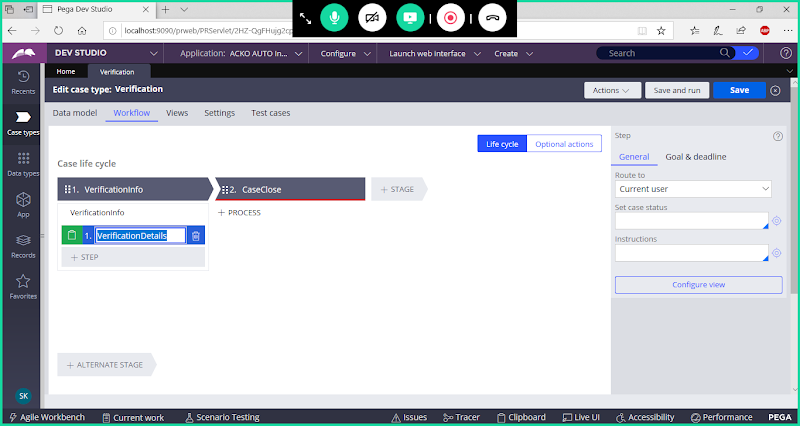 Pega Dev Studio
localhost:9090/prweb/PRServlet/2HZ-QgFHujg2cp
ABP
DEV STUDIO
Application: ACKO AUTO In...
Configure
Launch web interface
Create
Search
Recents
Case types
Data types
App
Records
Favorites
SK
Home
Verification
Edit case type: Verification
Actions
Save and run
Save
Data model
Workflow
Views
Settings
Test cases
Life cycle
Optional actions
Case life cycle
1. VerificationInfo
2. CaseClose
+ STAGE
VerificationInfo
+ PROCESS
1. VerificationDetails
+ STEP
+ ALTERNATE STAGE
Step
General
Goal & deadline
Route to
Current user
Set case status
Instructions
Configure view
Agile Workbench
Current work
Scenario Testing
Issues
Tracer
Clipboard
Live UI
Accessibility
Performance
PEGA